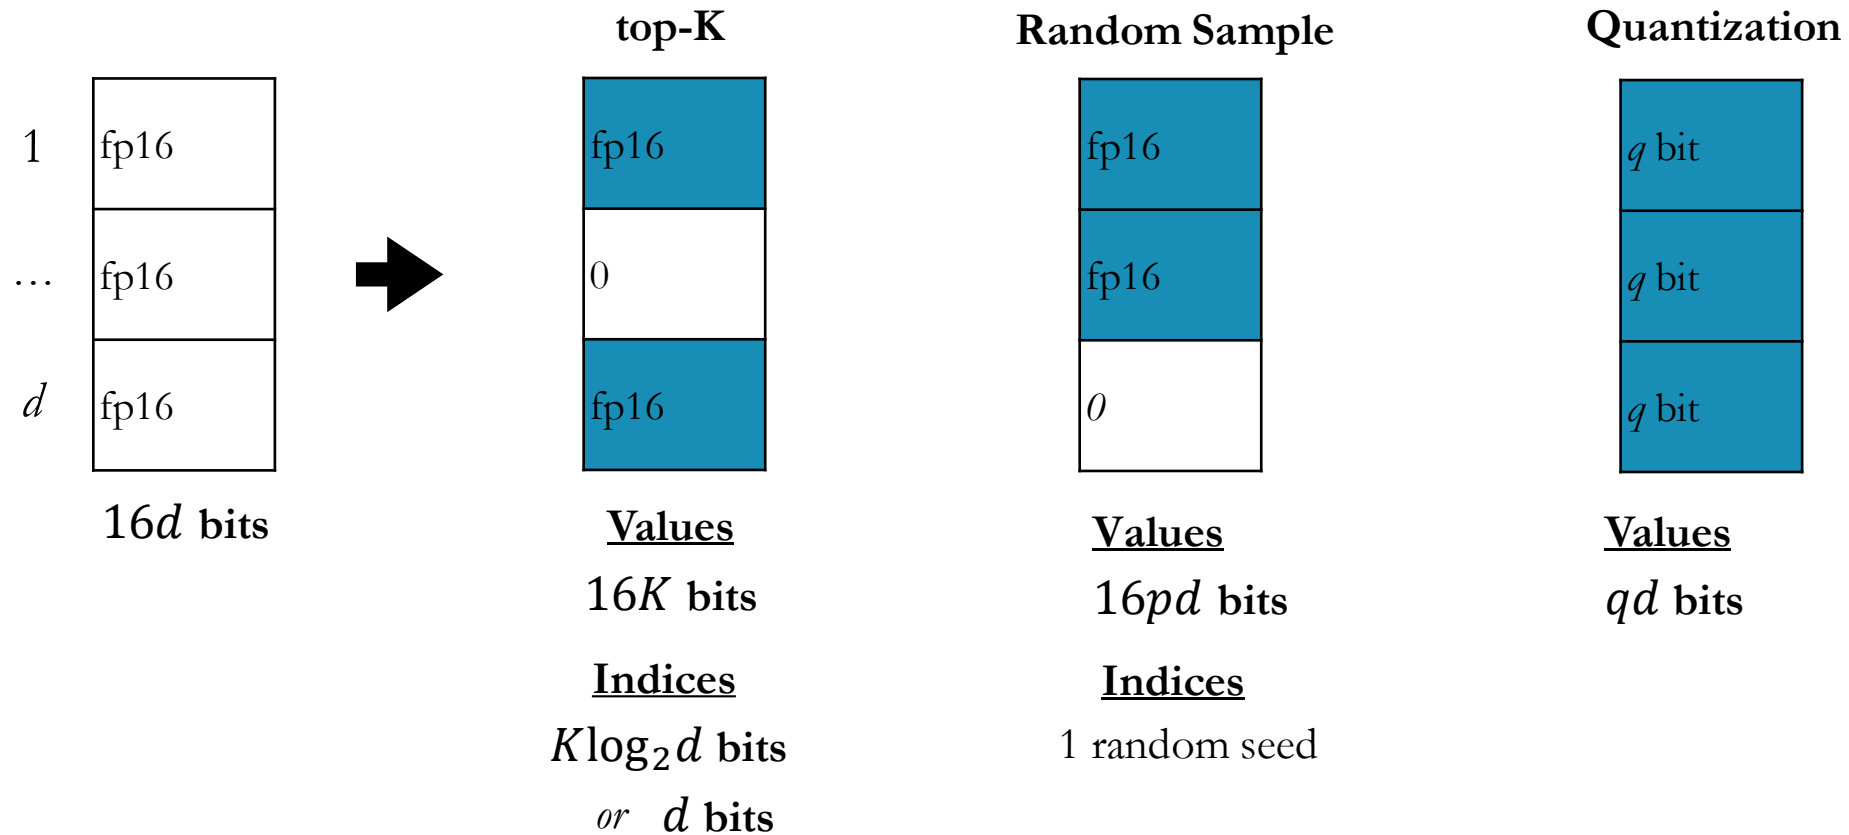 top-K
Random Sample
Quantization
1
fp16
fp16
fp16
q bit
…
fp16
0
fp16
q bit
d
fp16
fp16
0
q bit
16d bits
Values
16K bits
Indices
Klog₂d bits
or d bits
Values
16pd bits
Indices
1 random seed
Values
qd bits